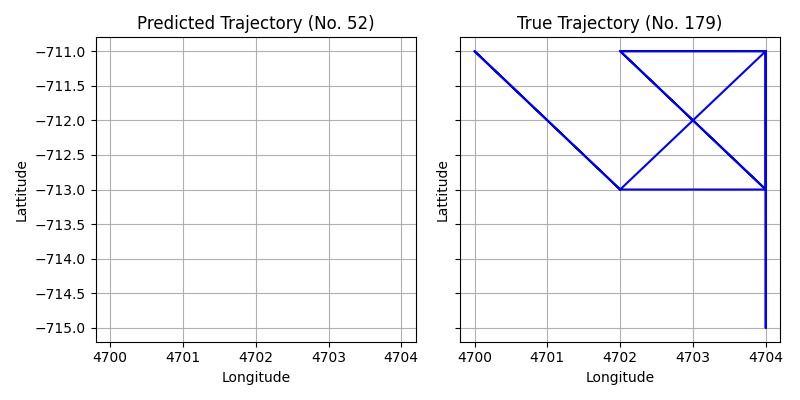 Predicted Trajectory (No. 52)
True Trajectory (No. 179)
Lattitude
−711.0
−711.5
−712.0
−712.5
−713.0
−713.5
−714.0
−714.5
−715.0
4700 4701 4702 4703 4704
Longitude
Lattitude
4700 4701 4702 4703 4704
Longitude